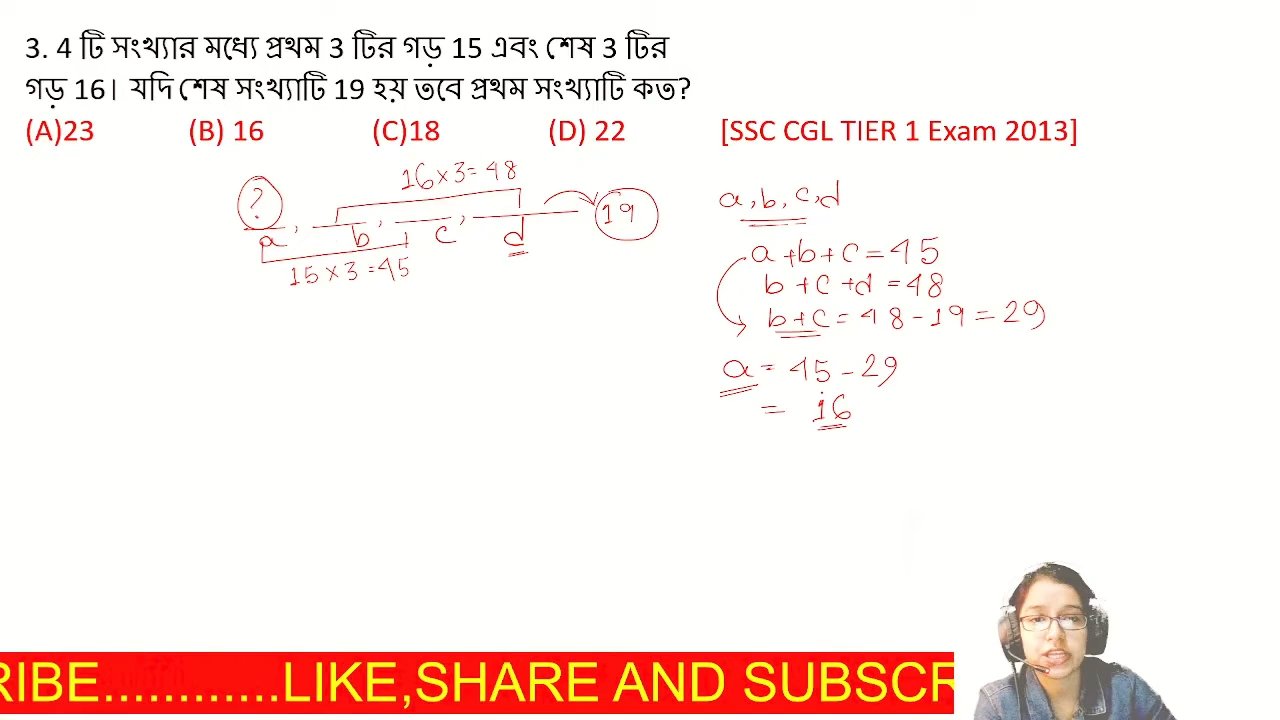 3. 4 টি সংখ্যার মধ্যে প্রথম 3 টির গড় 15 এবং শেষ 3 টির
গড় 16। যদি শেষ সংখ্যাটি 19 হয় তবে প্রথম সংখ্যাটি কত?
(A)23 (B) 16 (C)18 (D) 22 [SSC CGL TIER 1 Exam 2013]
16 × 3 = 48
?, , , 19
a b c d
15 × 3 = 45
a, b, c, d
a + b + c = 45
b + c + d = 48
b + c = 48 - 19 = 29
a = 45 - 29
= 16
RIBE............LIKE,SHARE AND SUBSCR